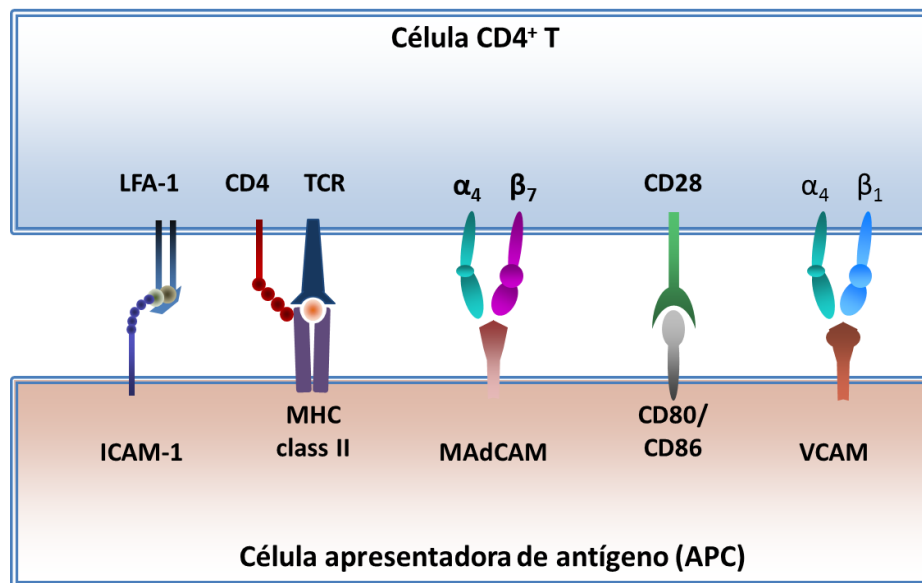 Célula CD4⁺ T
LFA-1 CD4 TCR α₄ β₇ CD28 α₄ β₁
ICAM-1 MHC class II MAdCAM CD80/ CD86 VCAM
Célula apresentadora de antígeno (APC)